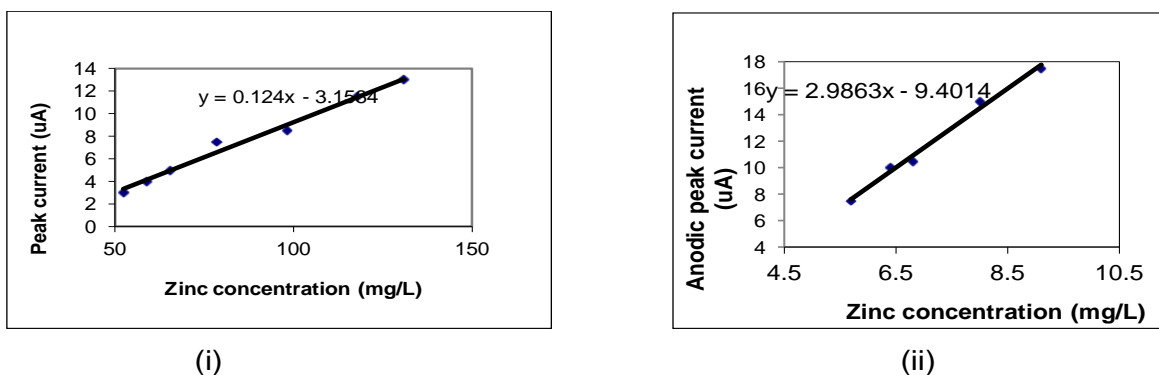 14
12
10
8
6
4
2
0
50
100
150
Peak current (uA)
y = 0.124x - 3.1584
Zinc concentration (mg/L)
(i)
18
16
14
12
10
8
6
4
4.5
6.5
8.5
10.5
Anodic peak current
(uA)
y = 2.9863x - 9.4014
Zinc concentration (mg/L)
(ii)